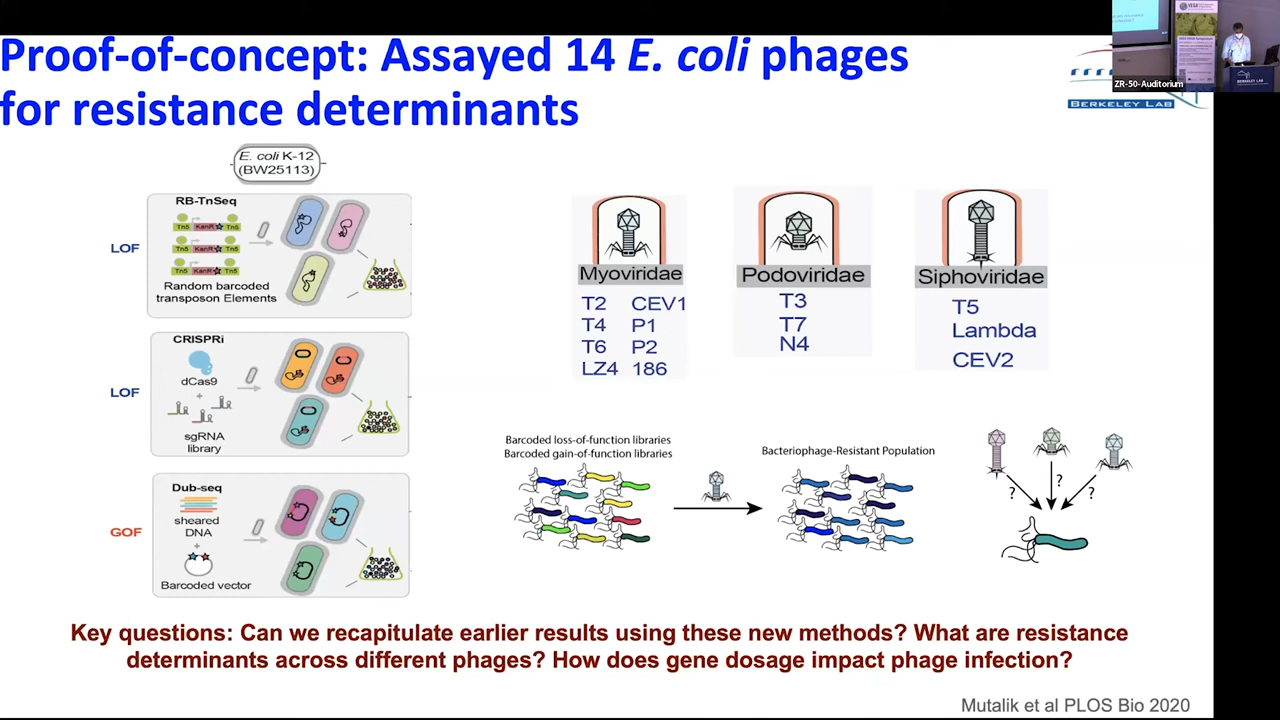 Proof-of-concept: Assayed 14 E. coli phages
for resistance determinants
ZR-50-Auditorium
BERKELEY LAB
E. coli K-12
(BW25113)
LOF
RB-TnSeq
Tn5 KanR Tn5
Tn5 KanR Tn5
Tn5 KanR Tn5
Random barcoded
transposon Elements
LOF
CRISPRi
dCas9
+
sgRNA
library
GOF
Dub-seq
sheared
DNA
+
Barcoded vector
Myoviridae
T2 CEV1
T4 P1
T6 P2
LZ4 186
Podoviridae
T3
T7
N4
Siphoviridae
T5
Lambda
CEV2
Barcoded loss-of-function libraries
Barcoded gain-of-function libraries
Bacteriophage-Resistant Population
? ? ?
Key questions: Can we recapitulate earlier results using these new methods? What are resistance
determinants across different phages? How does gene dosage impact phage infection?
Mutalik et al PLOS Bio 2020